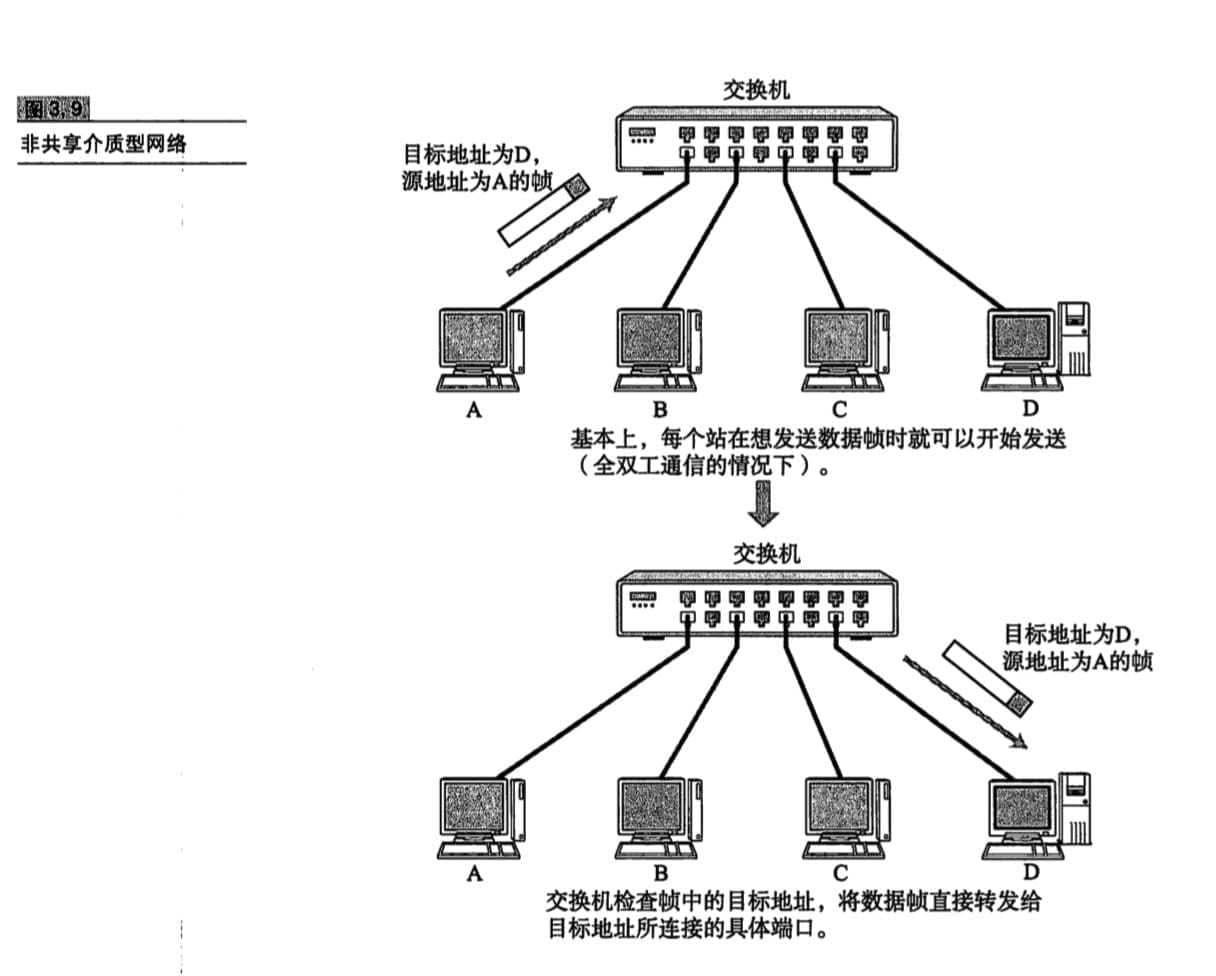 图3.9
非共享介质型网络
交换机
目标地址为D，
源地址为A的帧
A
B
C
D
基本上，每个站在想发送数据帧时就可以开始发送
（全双工通信的情况下）。
交换机
目标地址为D，
源地址为A的帧
A
B
C
D
交换机检查帧中的目标地址，将数据帧直接转发给
目标地址所连接的具体端口。